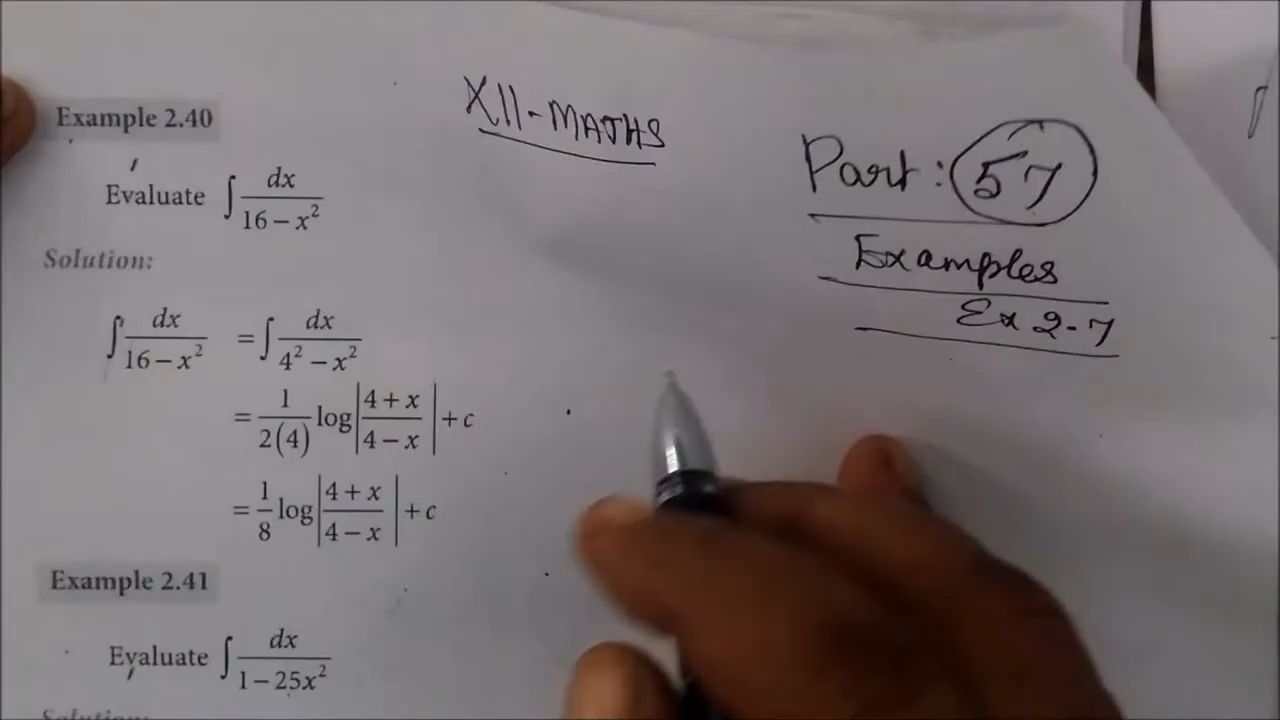 XII-MATHS
Part: 57
Examples
Ex 2.7
Example 2.40
Evaluate ∫ dx/(16 − x²)
Solution:
∫ dx/(16 − x²) = ∫ dx/(4² − x²)
= 1/(2(4)) log |(4 + x)/(4 − x)| + c
= 1/8 log |(4 + x)/(4 − x)| + c
Example 2.41
Evaluate ∫ dx/(1 − 25x²)
Solution: